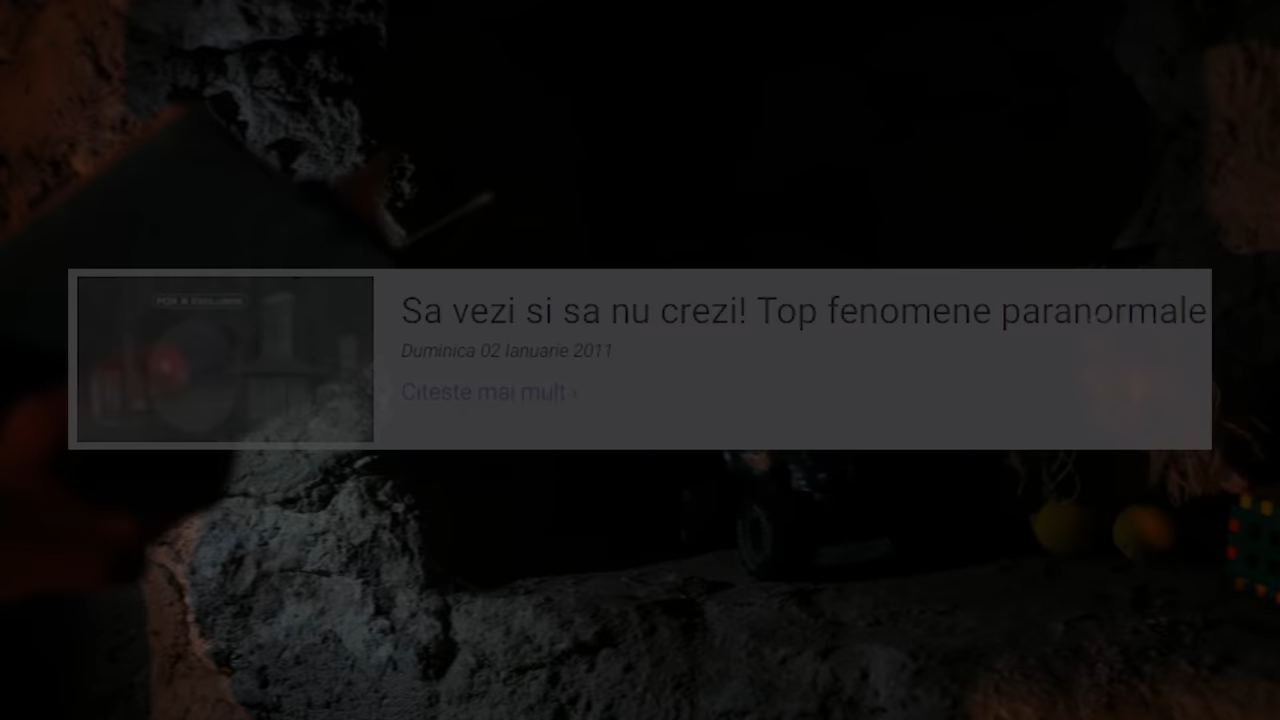 Sa vezi si sa nu crezi! Top fenomene paranormale
Duminica 02 Ianuarie 2011
Citeste mai mult ›